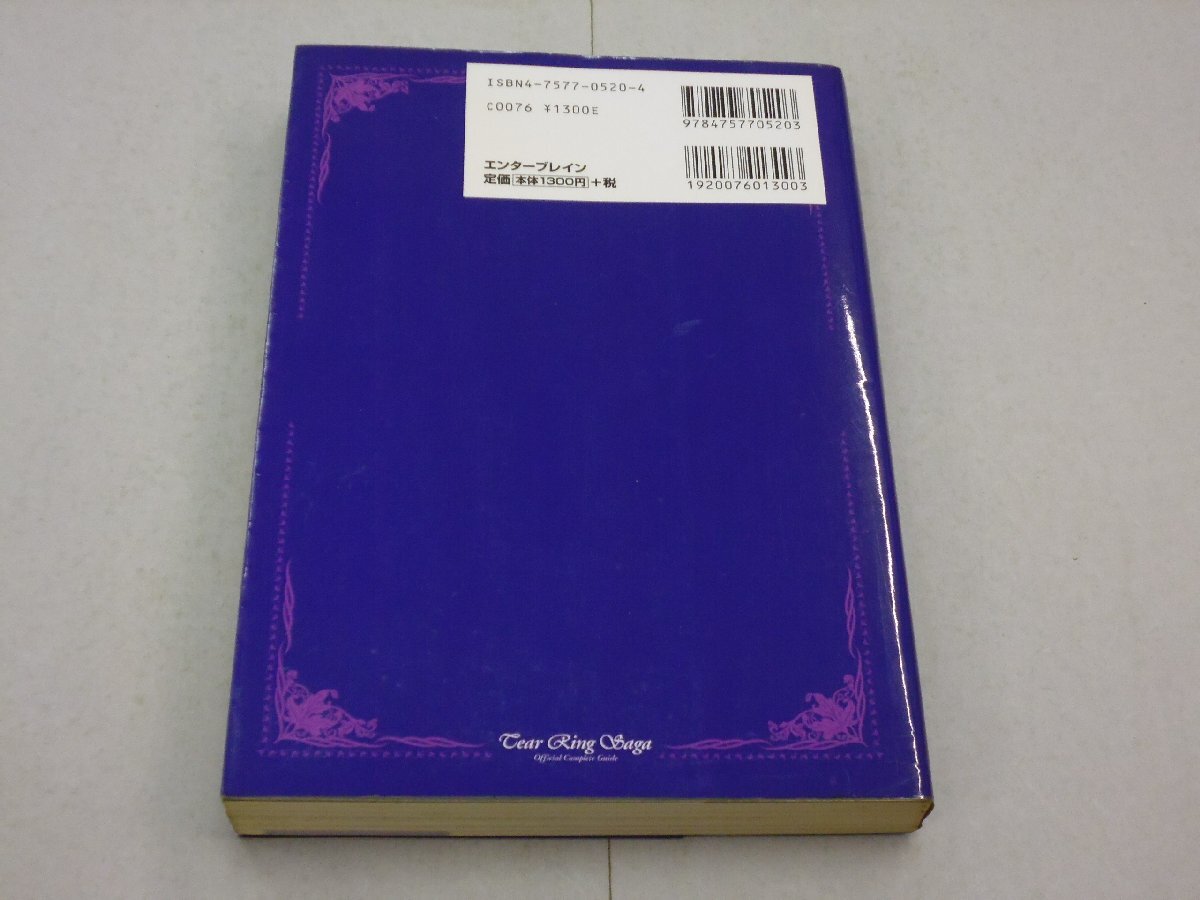 ISBN4-7577-0520-4
C0076 ¥1300E
エンターブレイン
定価 本体1300円 +税
9784757705203
1920076013003
Tear Ring Saga
Official Complete Guide